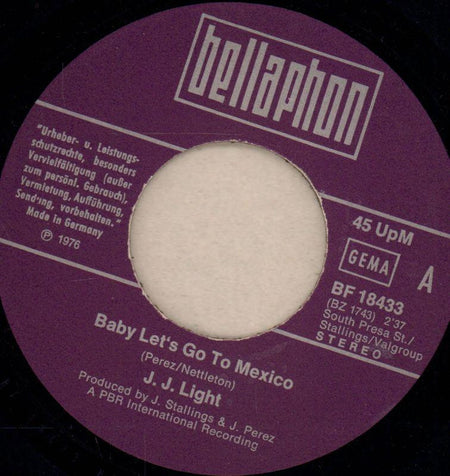 bellaphon
"Urheber- u. Leistungs-
schutzrechte, besonders
Vervielfältigung (außer
zum persönl. Gebrauch),
Vermietung, Aufführung,
Sendung, vorbehalten."
Made in Germany
Ⓟ 1976
45 UpM
GEMA
A
BF 18433
(BZ 1743) 2'37
South Presa St./
Stallings/Valgroup
STEREO
Baby Let's Go To Mexico
(Perez/Nettleton)
J. J. Light
Produced by J. Stallings & J. Perez
A PBR International Recording